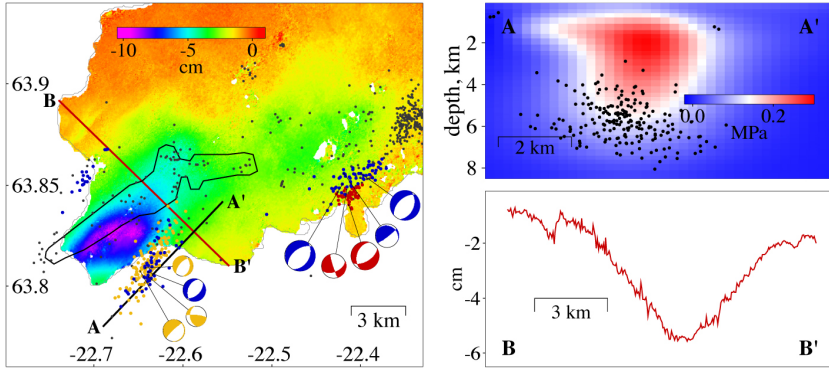 -10 -5 0
cm
63.9
63.85
63.8
B
A'
B'
A
3 km
-22.7 -22.6 -22.5 -22.4
A A'
depth, km
2
4
6
8
0.0 0.2
MPa
2 km
cm
-2
-4
-6
3 km
B B'